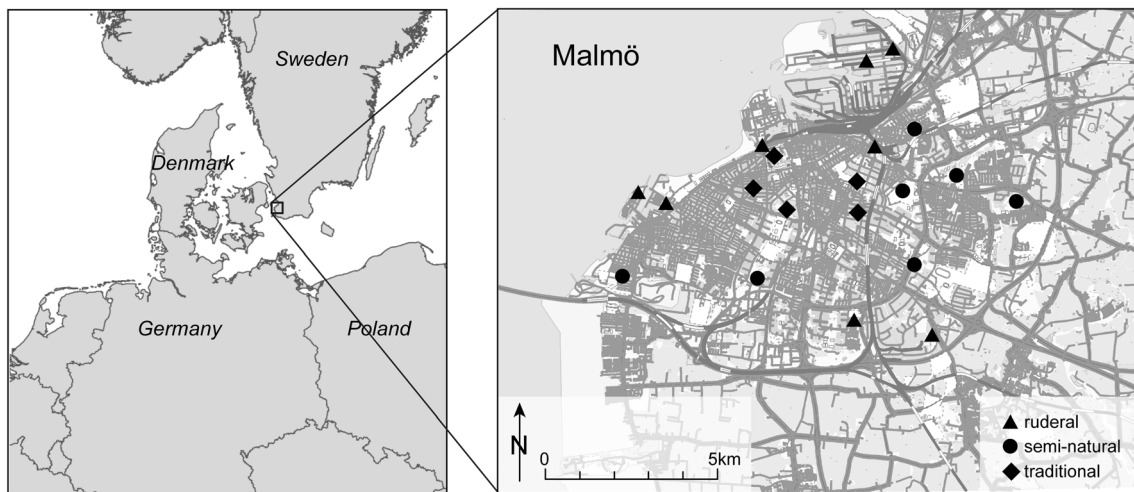 Sweden
Denmark
Germany
Poland
Malmö
N
0
5km
ruderal
semi-natural
traditional